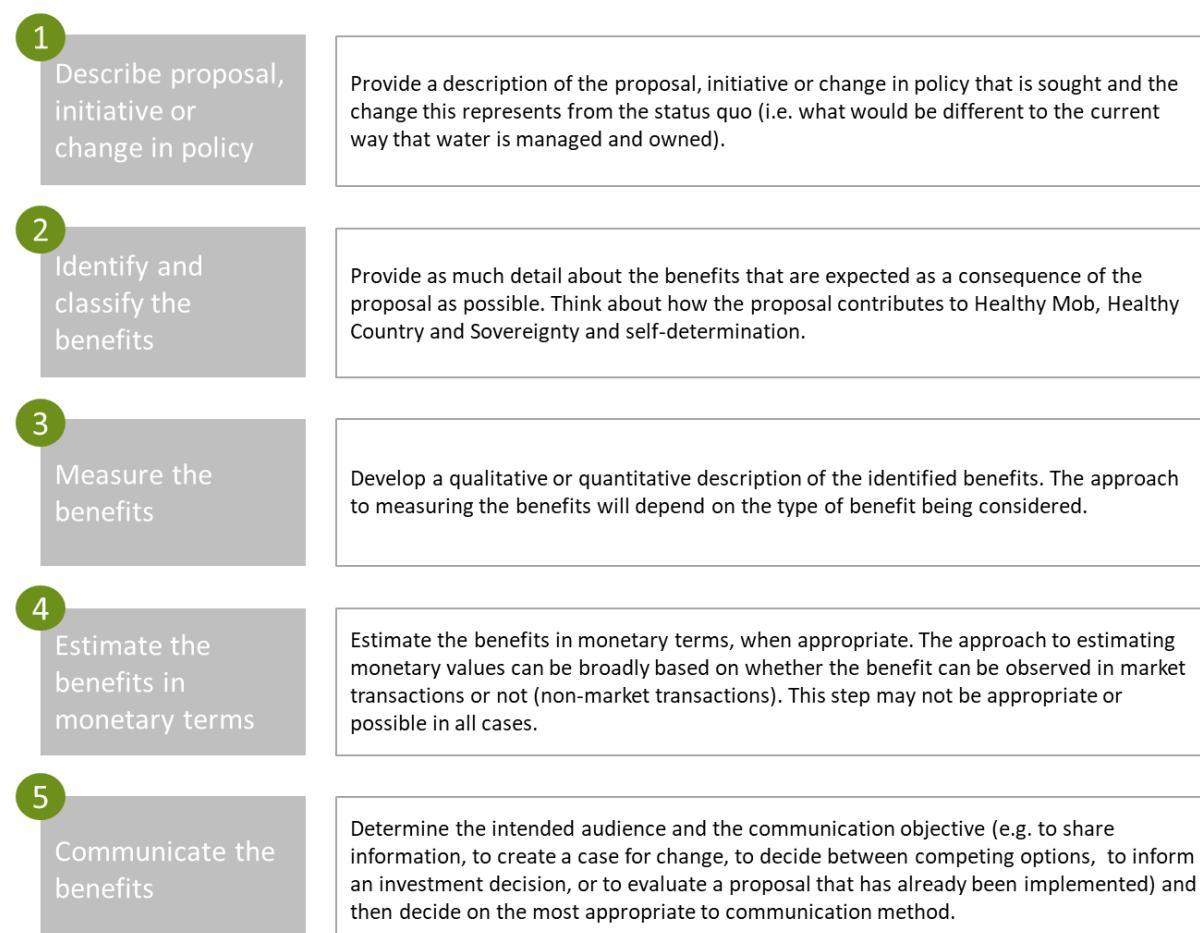 1
Describe proposal,
initiative or
change in policy
Provide a description of the proposal, initiative or change in policy that is sought and the
change this represents from the status quo (i.e. what would be different to the current
way that water is managed and owned).
2
Identify and
classify the
benefits
Provide as much detail about the benefits that are expected as a consequence of the
proposal as possible. Think about how the proposal contributes to Healthy Mob, Healthy
Country and Sovereignty and self-determination.
3
Measure the
benefits
Develop a qualitative or quantitative description of the identified benefits. The approach
to measuring the benefits will depend on the type of benefit being considered.
4
Estimate the
benefits in
monetary terms
Estimate the benefits in monetary terms, when appropriate. The approach to estimating
monetary values can be broadly based on whether the benefit can be observed in market
transactions or not (non-market transactions). This step may not be appropriate or
possible in all cases.
5
Communicate the
benefits
Determine the intended audience and the communication objective (e.g. to share
information, to create a case for change, to decide between competing options,  to inform
an investment decision, or to evaluate a proposal that has already been implemented) and
then decide on the most appropriate to communication method.